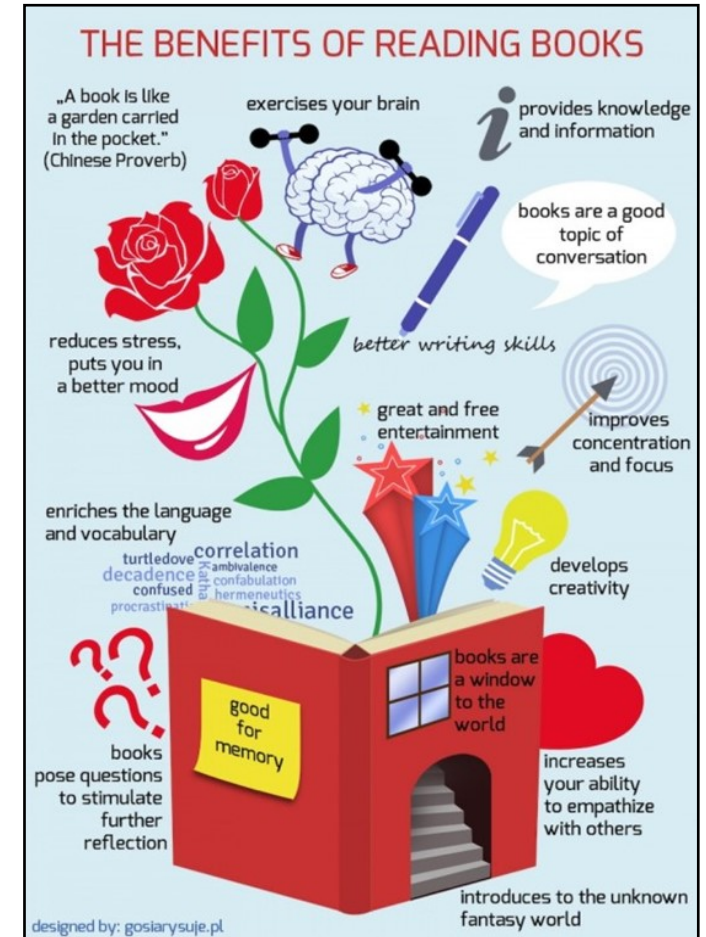 THE BENEFITS OF READING BOOKS
„A book is like
a garden carried
in the pocket.”
(Chinese Proverb)
exercises your brain
provides knowledge
and information
books are a good
topic of
conversation
reduces stress,
puts you in
a better mood
better writing skills
great and free
entertainment
improves
concentration
and focus
enriches the language
and vocabulary
turtledove
correlation
ambivalence
decadence
Katha
confabulation
confused
hermeneutics
procrastinati
isalliance
develops
creativity
books are
a window
to the
world
good
for
memory
books
pose questions
to stimulate
further
reflection
increases
your ability
to empathize
with others
introduces to the unknown
fantasy world
designed by: gosiarysuje.pl